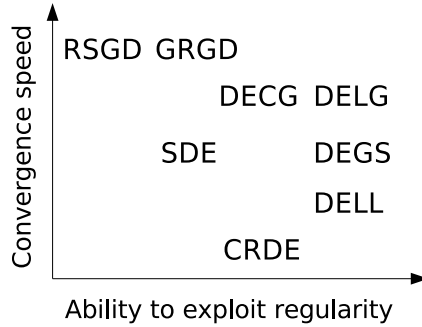 Convergence speed
RSGD GRGD
DECG DELG
SDE DEGS
DELL
CRDE
Ability to exploit regularity